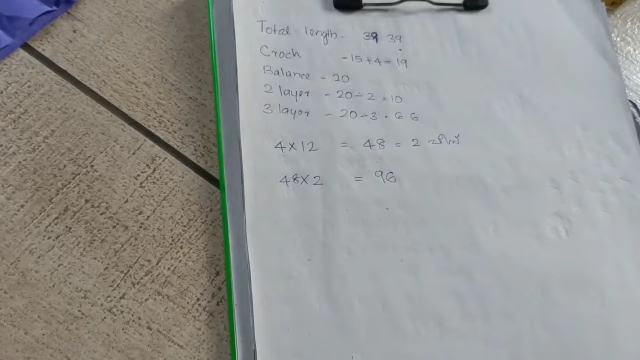 Total length - 39 39
Croch - 15 + 4 = 19
Balance - 20
2 layer - 20 ÷ 2 = 10
3 layer - 20 ÷ 3 = 6.6
4 × 12 = 48 = 2 പീസ്
48 × 2 = 96